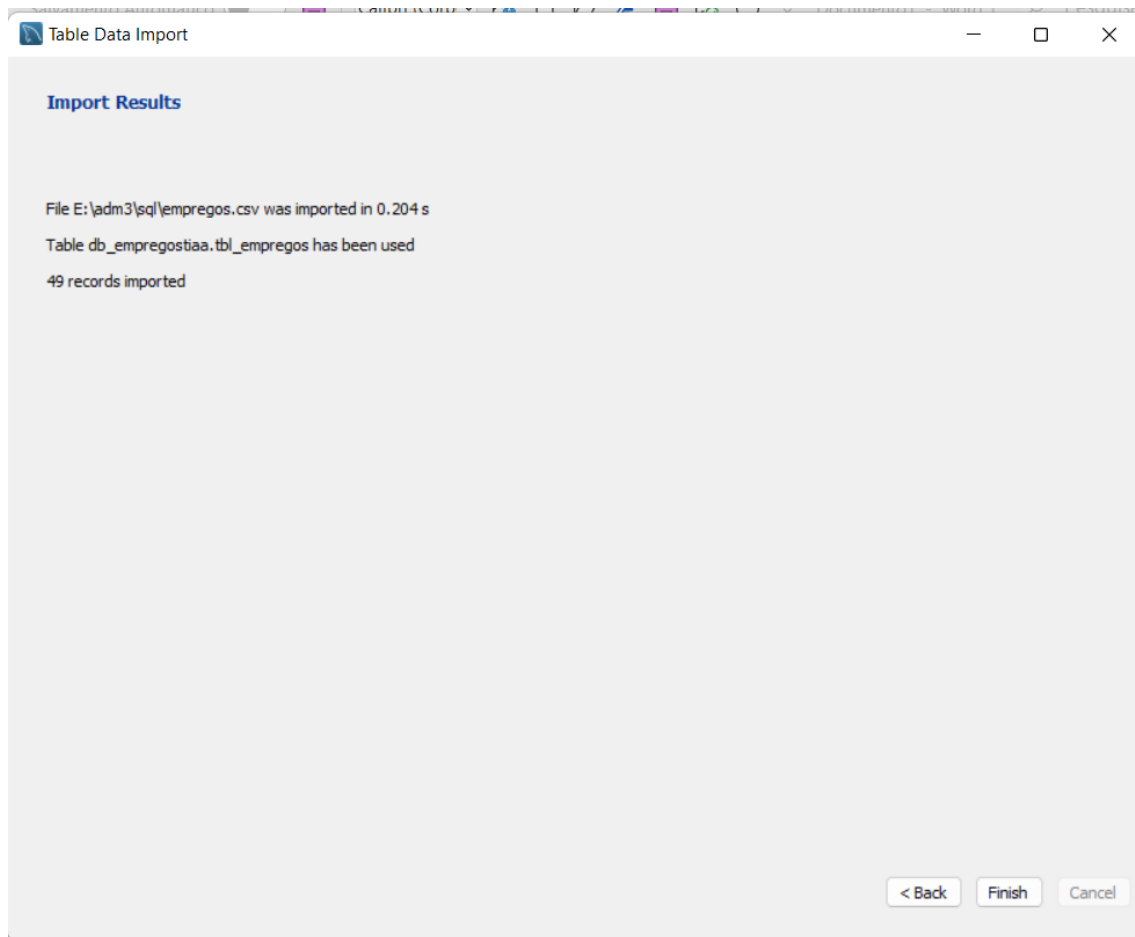 Table Data Import
Import Results
File E:\adm3\sql\empregos.csv was imported in 0.204 s
Table db_empregostiaa.tbl_empregos has been used
49 records imported
< Back
Finish
Cancel